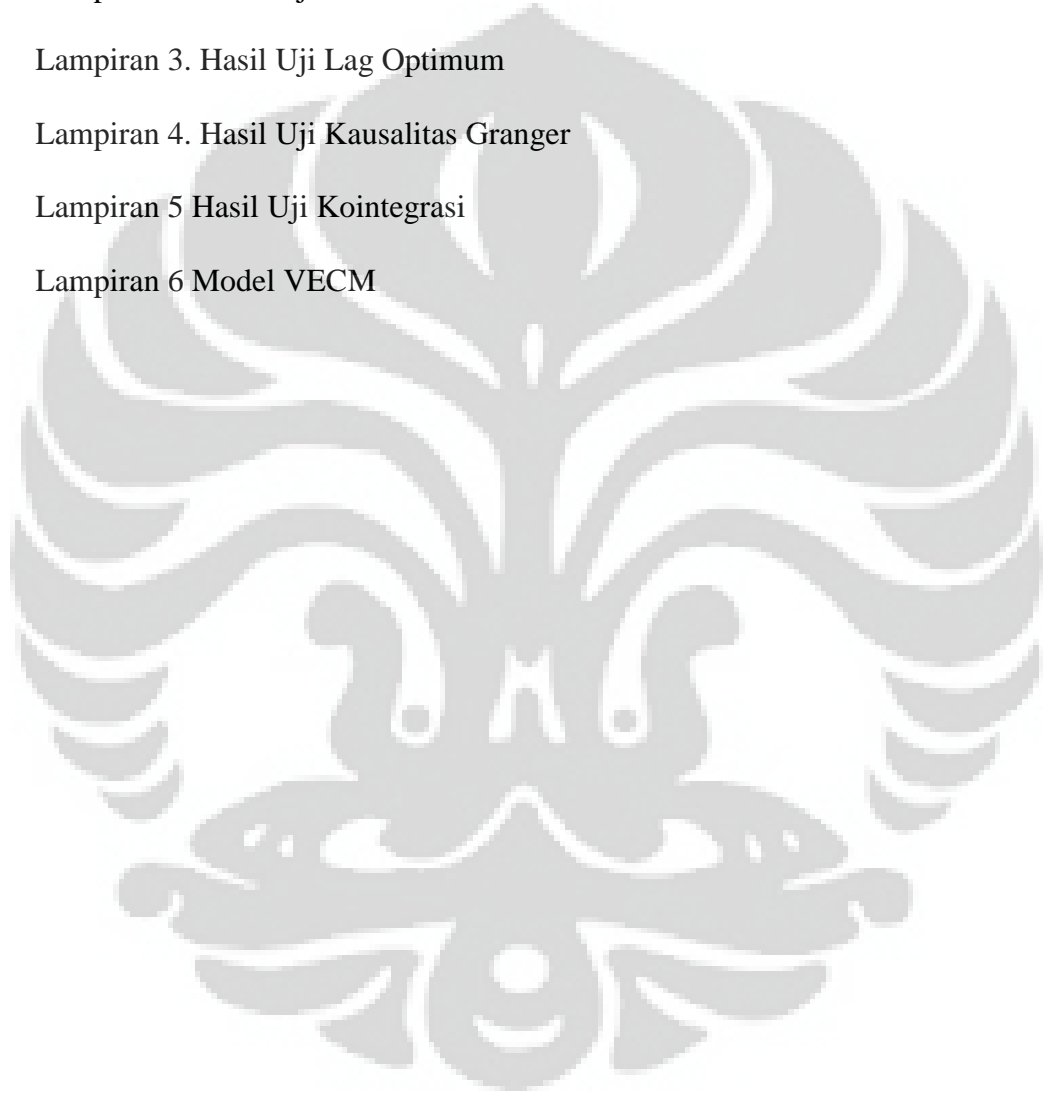 Lampiran 3. Hasil Uji Lag Optimum
Lampiran 4. Hasil Uji Kausalitas Granger
Lampiran 5 Hasil Uji Kointegrasi
Lampiran 6 Model VECM